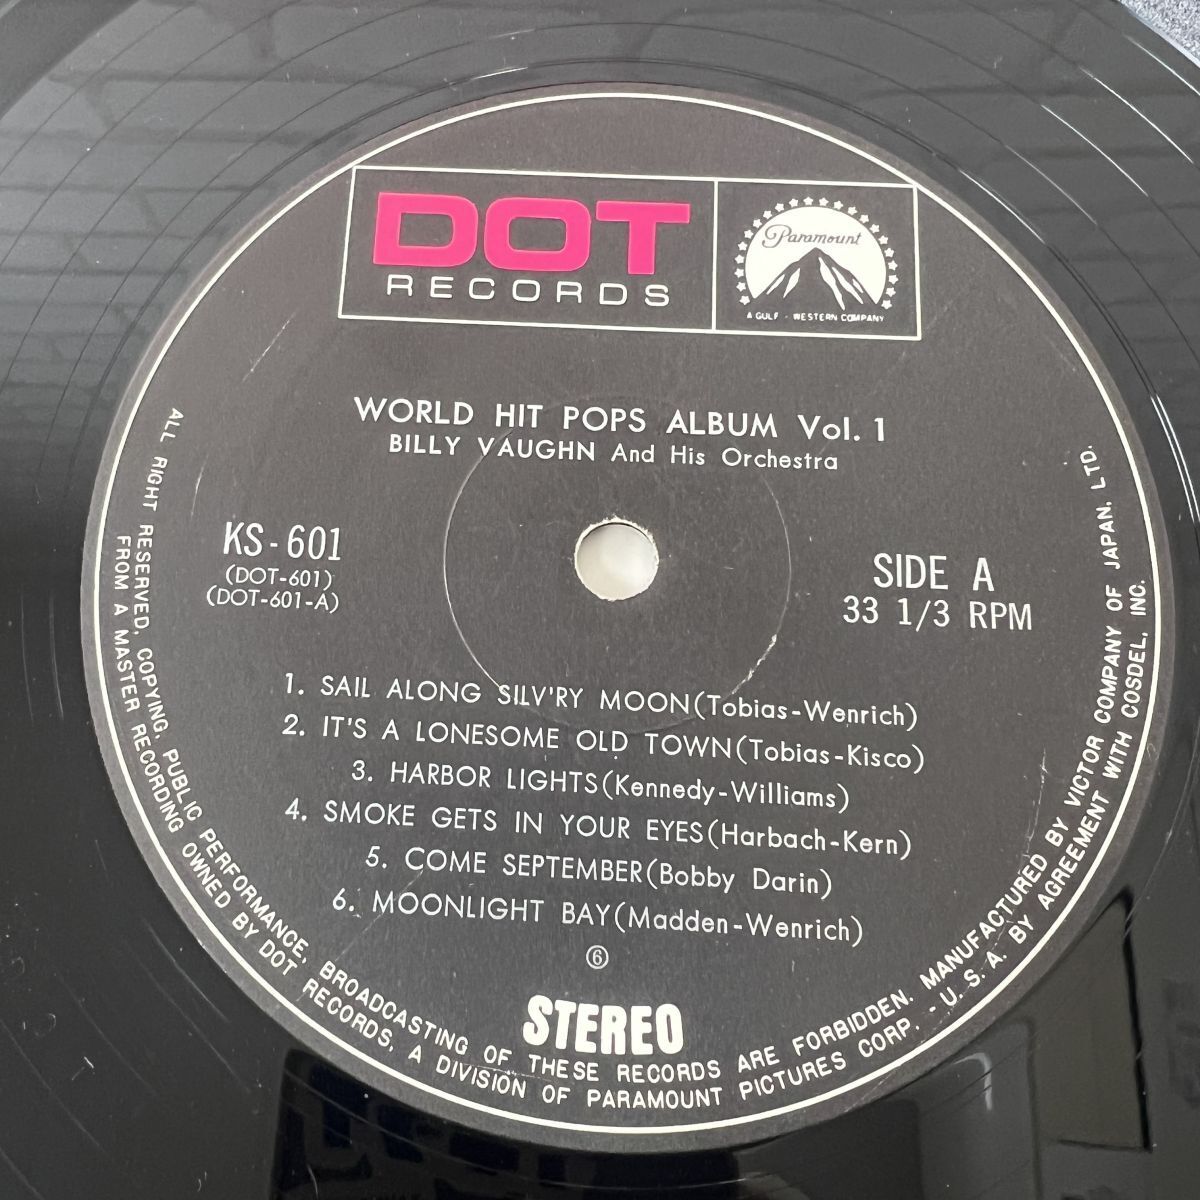 DOT
RECORDS
Paramount
A GULF - WESTERN COMPANY
WORLD HIT POPS ALBUM Vol. 1
BILLY VAUGHN And His Orchestra
KS-601
(DOT-601)
(DOT-601-A)
SIDE A
33 1/3 RPM
1. SAIL ALONG SILV'RY MOON(Tobias-Wenrich)
2. IT'S A LONESOME OLD TOWN(Tobias-Kisco)
3. HARBOR LIGHTS(Kennedy-Williams)
4. SMOKE GETS IN YOUR EYES(Harbach-Kern)
5. COME SEPTEMBER(Bobby Darin)
6. MOONLIGHT BAY(Madden-Wenrich)
⑥
STEREO
ALL RIGHT RESERVED, COPYING, PUBLIC PERFORMANCE, BROADCASTING OF THESE RECORDS ARE FORBIDDEN. MANUFACTURED BY VICTOR COMPANY OF JAPAN, LTD.
FROM A MASTER RECORDING OWNED BY DOT RECORDS, A DIVISION OF PARAMOUNT PICTURES CORP. - U. S. A. BY AGREEMENT WITH COSDEL, INC.